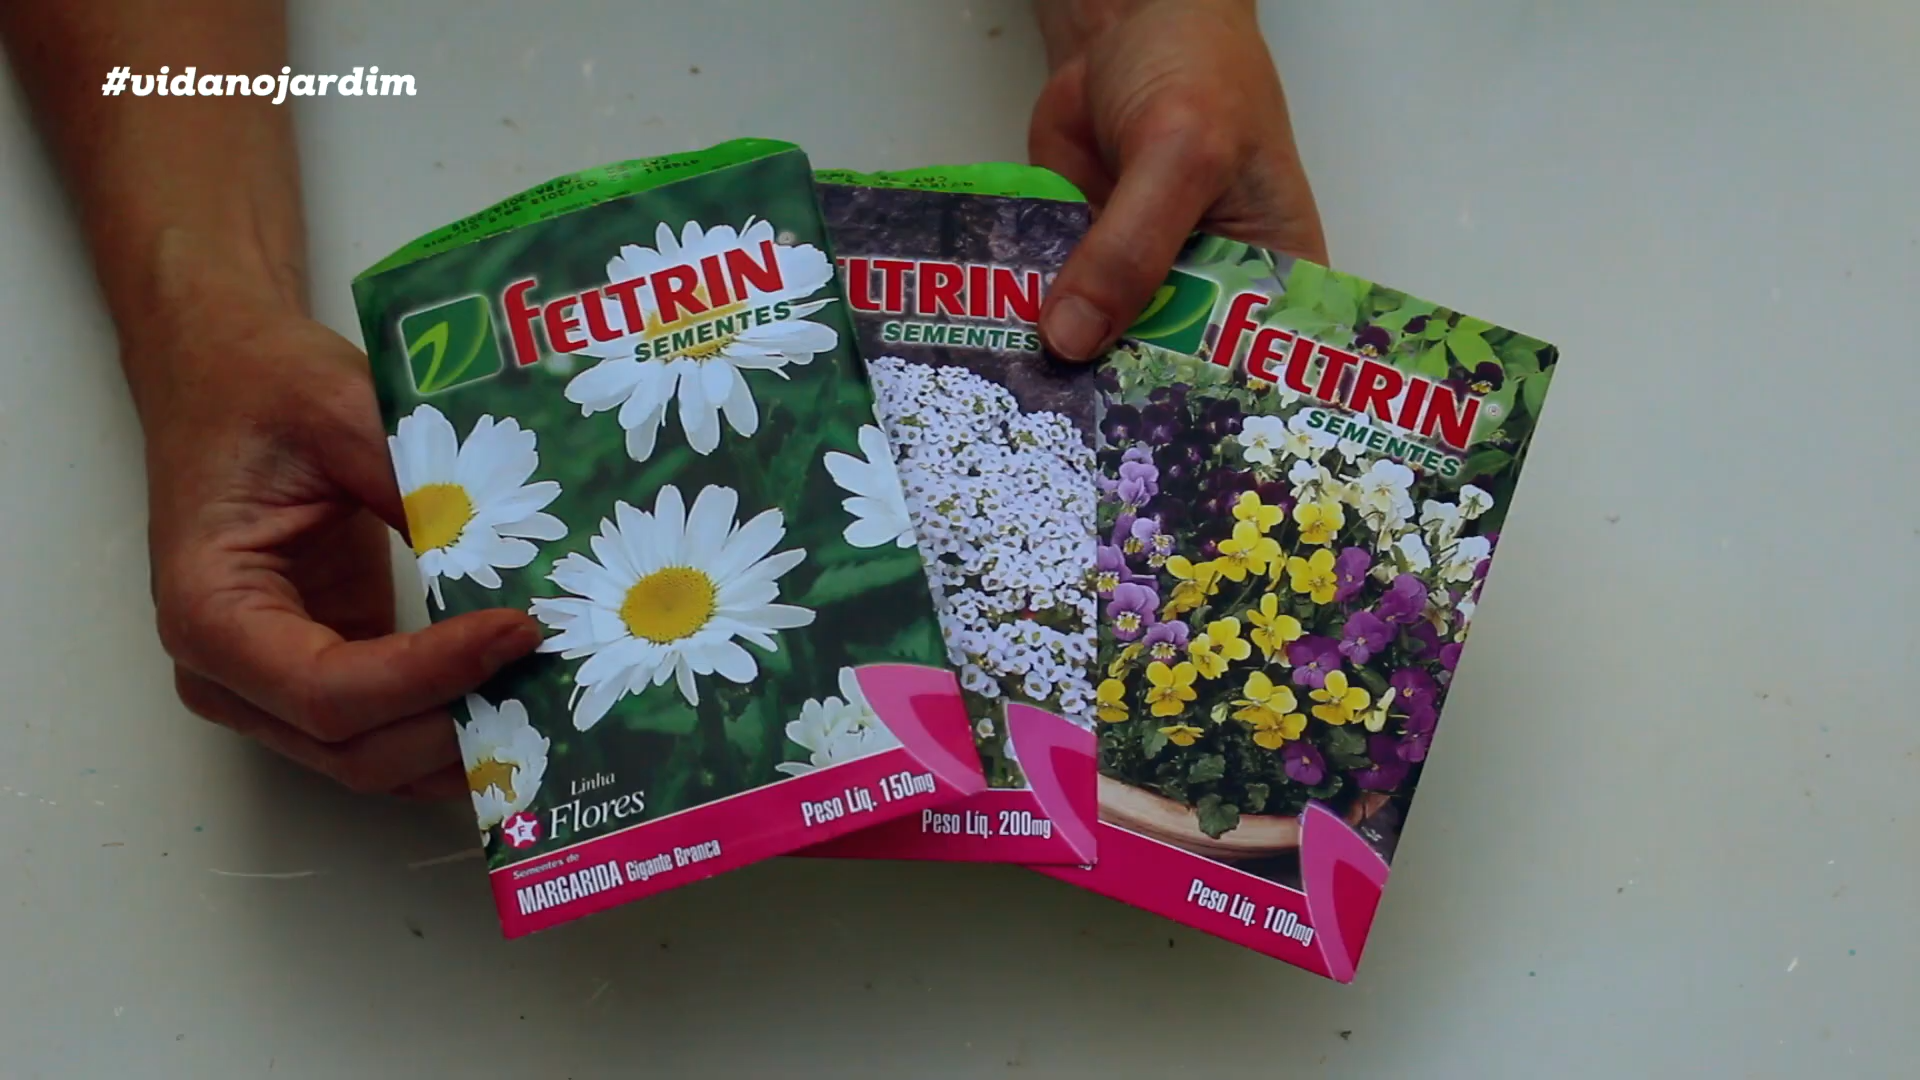 #vidanojardim
FELTRIN
SEMENTES
Linha
Flores
Peso Líq. 150mg
Sementes de
MARGARIDA Gigante Branca
ELTRIN
SEMENTES
Peso Líq. 200mg
FELTRIN
SEMENTES
Peso Líq. 100mg